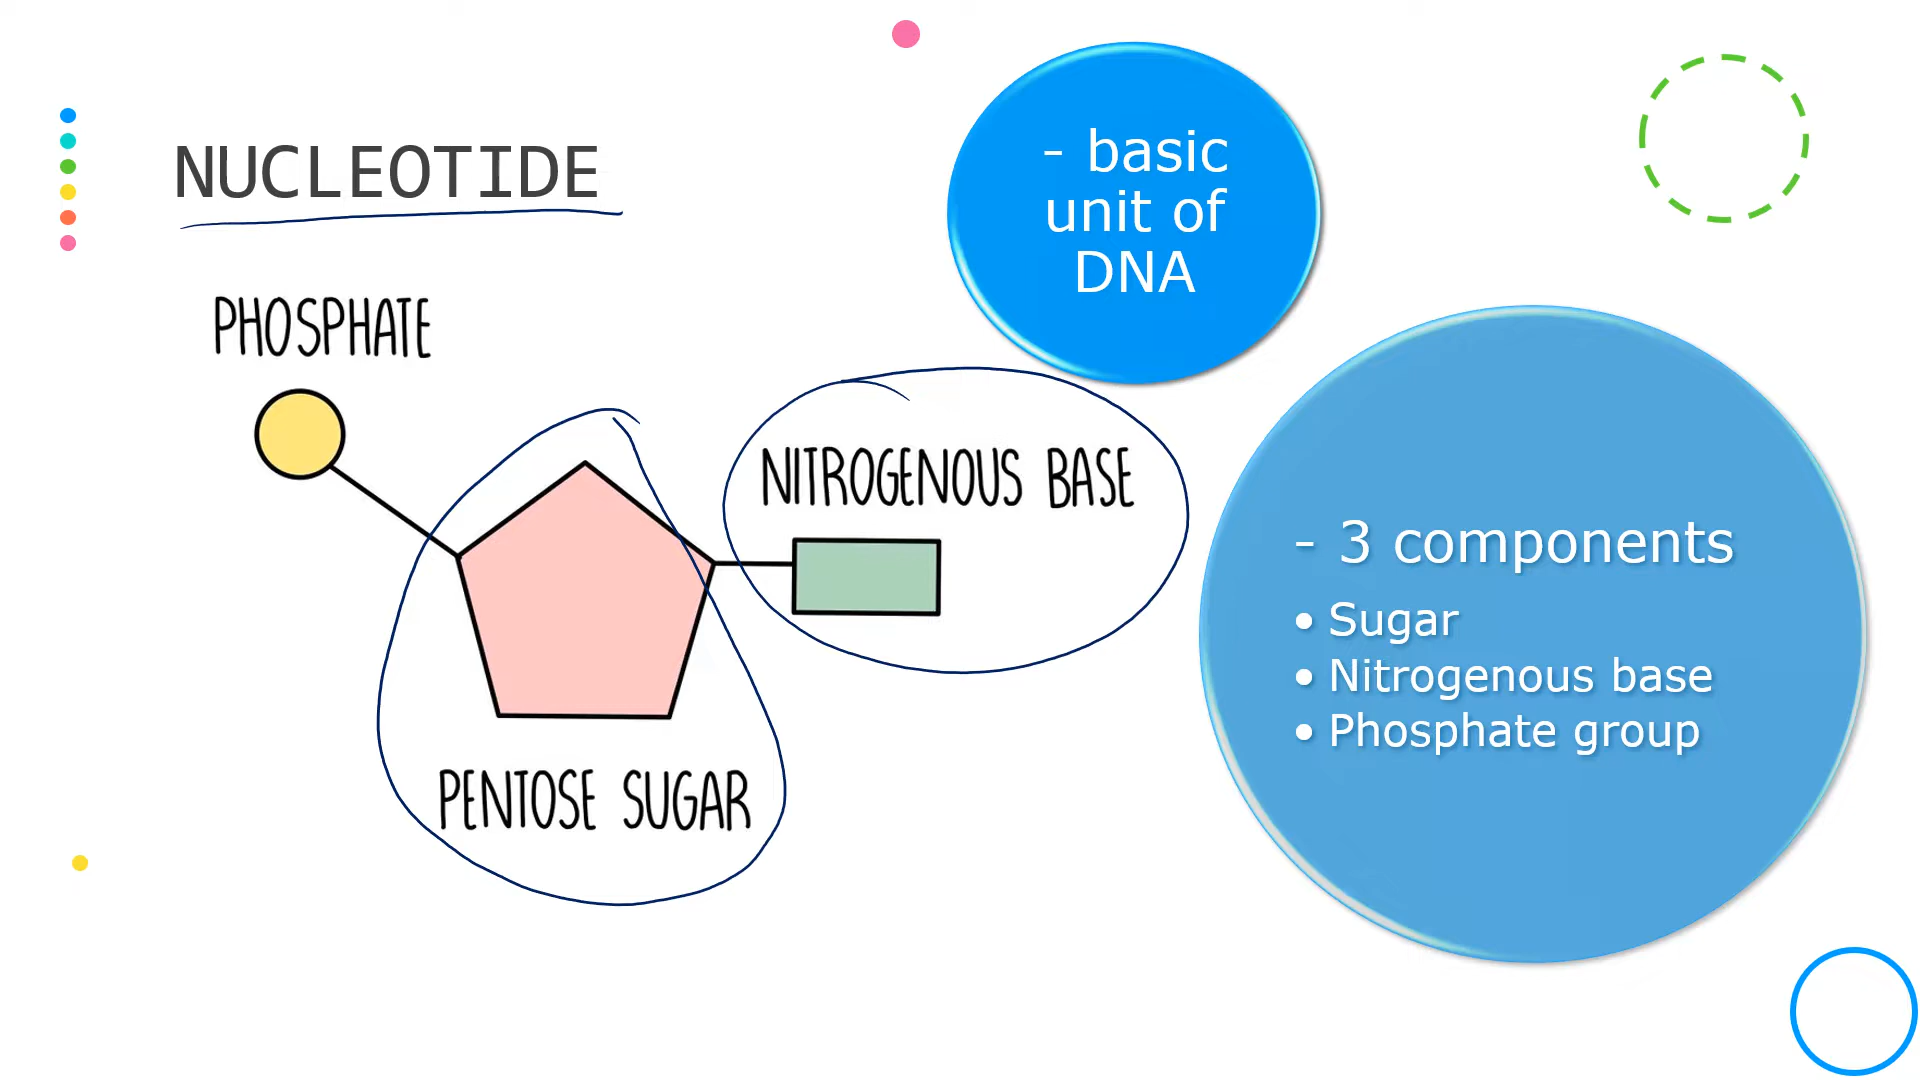 NUCLEOTIDE
PHOSPHATE
NITROGENOUS BASE
PENTOSE SUGAR
- basic
unit of
DNA
- 3 components
• Sugar
• Nitrogenous base
• Phosphate group